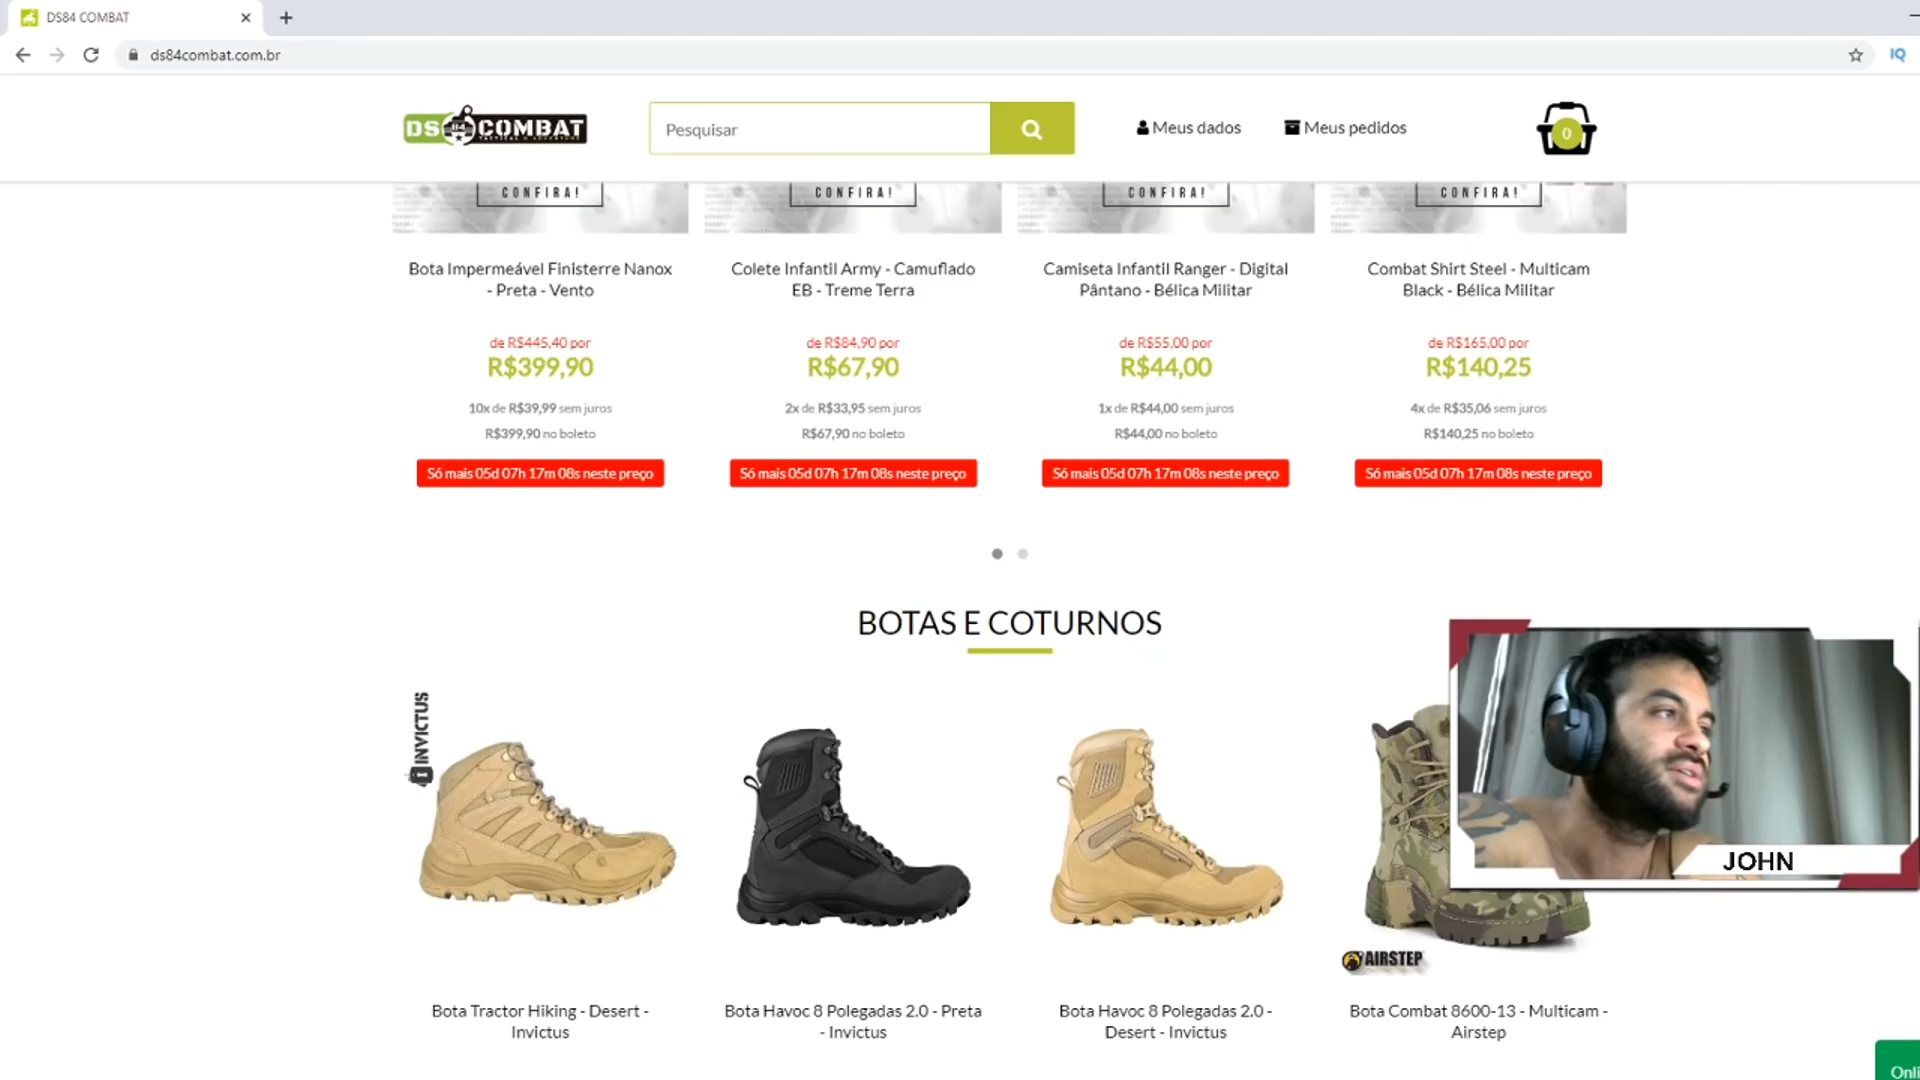 DS84 COMBAT
ds84combat.com.br
IQ
DS 84 COMBAT
Pesquisar
Meus dados
Meus pedidos
0
CONFIRA!
CONFIRA!
CONFIRA!
CONFIRA!
Bota Impermeável Finisterre Nanox
- Preta - Vento
de R$445,40 por
R$399,90
10x de R$39,99 sem juros
R$399,90 no boleto
Só mais 05d 07h 17m 08s neste preço
Colete Infantil Army - Camuflado
EB - Treme Terra
de R$84,90 por
R$67,90
2x de R$33,95 sem juros
R$67,90 no boleto
Só mais 05d 07h 17m 08s neste preço
Camiseta Infantil Ranger - Digital
Pântano - Bélica Militar
de R$55,00 por
R$44,00
1x de R$44,00 sem juros
R$44,00 no boleto
Só mais 05d 07h 17m 08s neste preço
Combat Shirt Steel - Multicam
Black - Bélica Militar
de R$165,00 por
R$140,25
4x de R$35,06 sem juros
R$140,25 no boleto
Só mais 05d 07h 17m 08s neste preço
BOTAS E COTURNOS
INVICTUS
AIRSTEP
JOHN
Bota Tractor Hiking - Desert -
Invictus
Bota Havoc 8 Polegadas 2.0 - Preta
- Invictus
Bota Havoc 8 Polegadas 2.0 -
Desert - Invictus
Bota Combat 8600-13 - Multicam -
Airstep
Onli